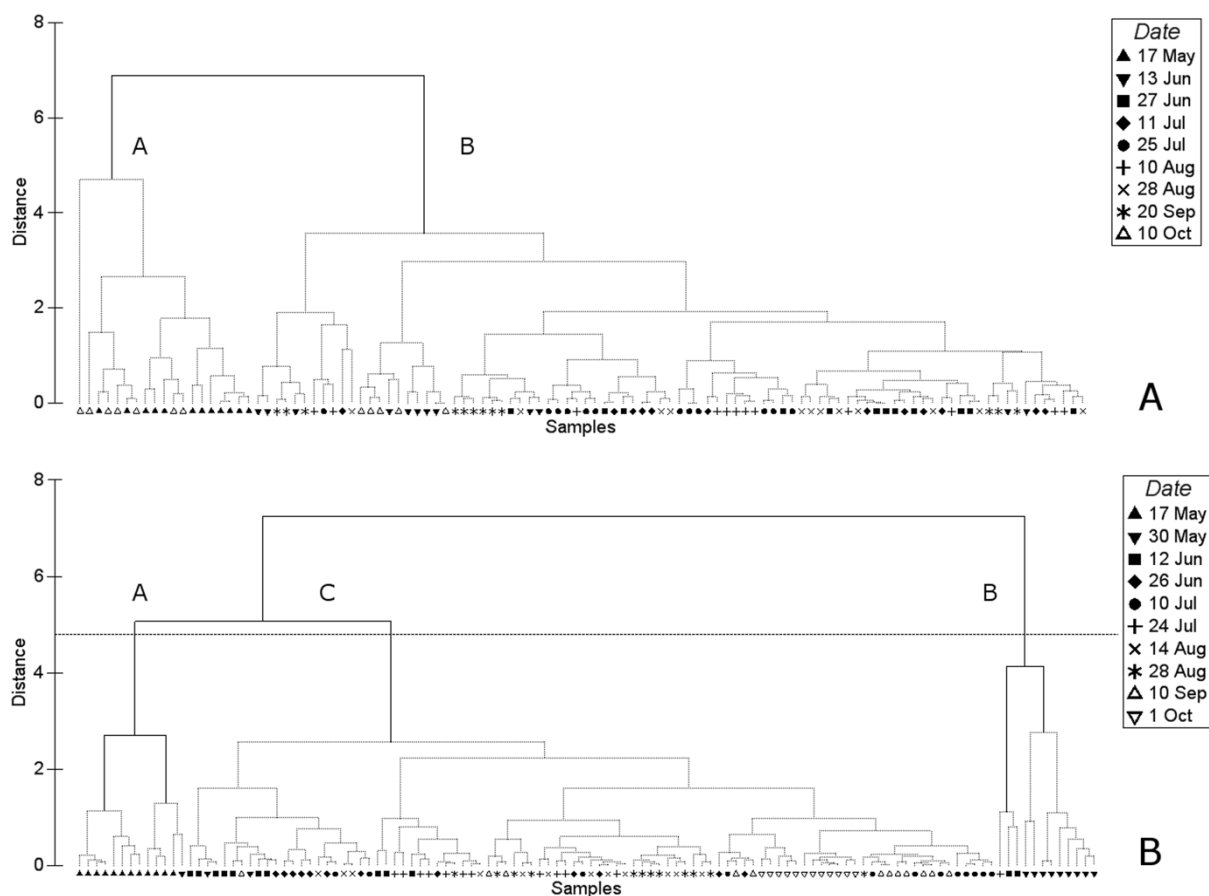 8
6
4
2
0
Distance
A
B
Samples
A
Date
17 May
13 Jun
27 Jun
11 Jul
25 Jul
10 Aug
28 Aug
20 Sep
10 Oct
8
6
4
2
0
Distance
A
C
B
Samples
B
Date
17 May
30 May
12 Jun
26 Jun
10 Jul
24 Jul
14 Aug
28 Aug
10 Sep
1 Oct